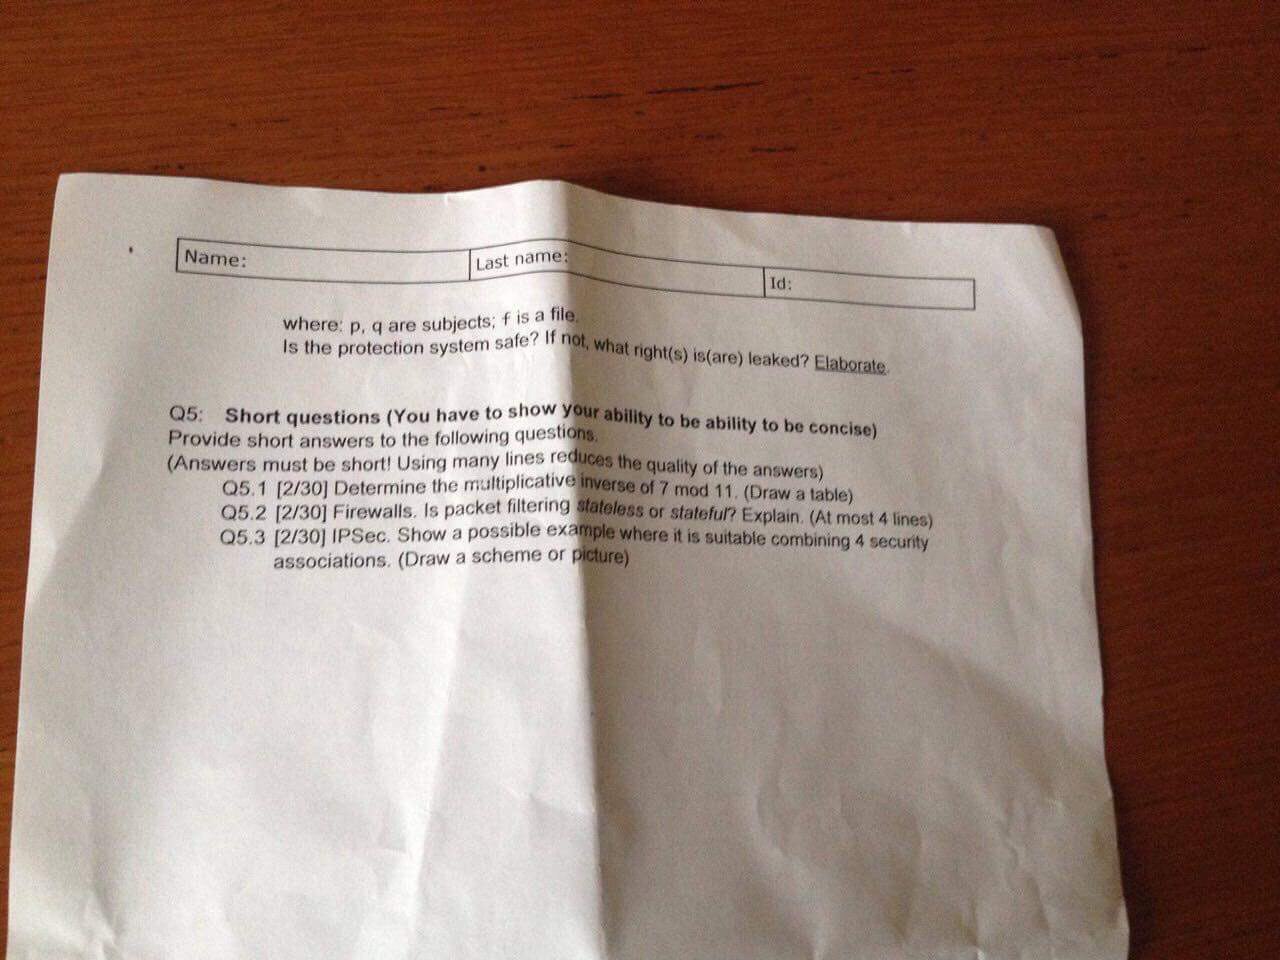 Name: Last name: Id:
where: p, q are subjects; f is a file.
Is the protection system safe? If not, what right(s) is(are) leaked? Elaborate.
Q5: Short questions (You have to show your ability to be ability to be concise)
Provide short answers to the following questions.
(Answers must be short! Using many lines reduces the quality of the answers)
Q5.1 [2/30] Determine the multiplicative inverse of 7 mod 11. (Draw a table)
Q5.2 [2/30] Firewalls. Is packet filtering stateless or stateful? Explain. (At most 4 lines)
Q5.3 [2/30] IPSec. Show a possible example where it is suitable combining 4 security
associations. (Draw a scheme or picture)